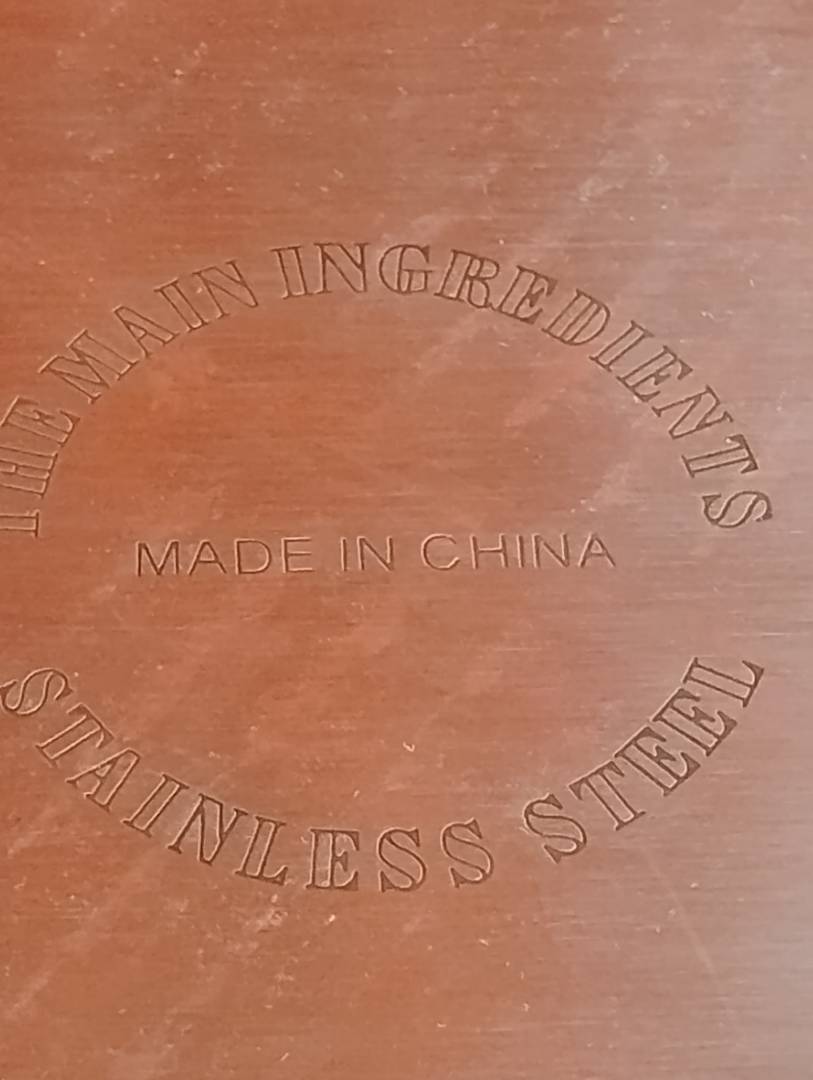 THE MAIN INGREDIENTS
MADE IN CHINA
STAINLESS STEEL